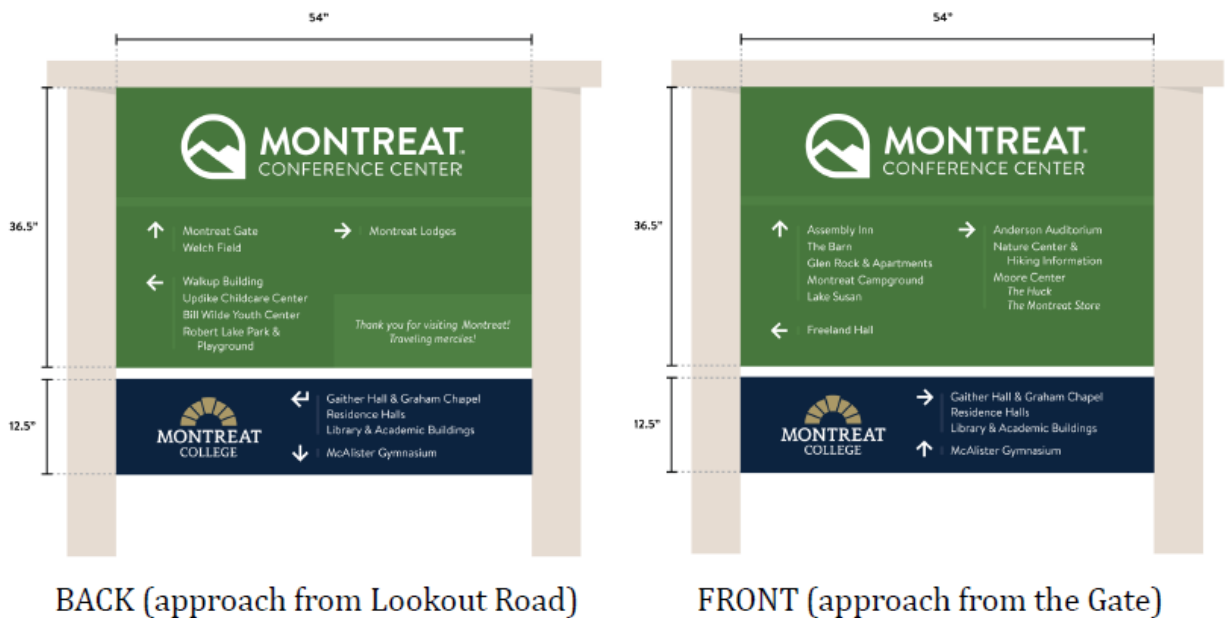 54"
36.5"
MONTREAT.
CONFERENCE CENTER
↑ Montreat Gate
Welch Field
← Walkup Building
Updike Childcare Center
Bill Wilde Youth Center
Robert Lake Park &
Playground
→ Montreat Lodges
Thank you for visiting Montreat!
Traveling mercies!
12.5"
MONTREAT
COLLEGE
↵ Gaither Hall & Graham Chapel
Residence Halls
Library & Academic Buildings
↓ McAlister Gymnasium
BACK (approach from Lookout Road)
54"
36.5"
MONTREAT.
CONFERENCE CENTER
↑ Assembly Inn
The Barn
Glen Rock & Apartments
Montreat Campground
Lake Susan
← Freeland Hall
→ Anderson Auditorium
Nature Center &
Hiking Information
Moore Center
The Huck
The Montreat Store
12.5"
MONTREAT
COLLEGE
→ Gaither Hall & Graham Chapel
Residence Halls
Library & Academic Buildings
↑ McAlister Gymnasium
FRONT (approach from the Gate)